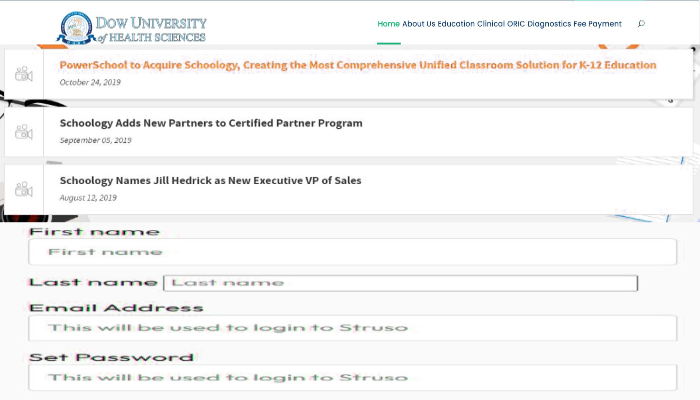 DOW UNIVERSITY
of HEALTH SCIENCES
Home About Us Education Clinical ORIC Diagnostics Fee Payment
PowerSchool to Acquire Schoology, Creating the Most Comprehensive Unified Classroom Solution for K-12 Education
October 24, 2019
Schoology Adds New Partners to Certified Partner Program
September 05, 2019
Schoology Names Jill Hedrick as New Executive VP of Sales
August 12, 2019
First name
First name
Last name Last name
Email Address
This will be used to login to Struso
Set Password
This will be used to login to Struso